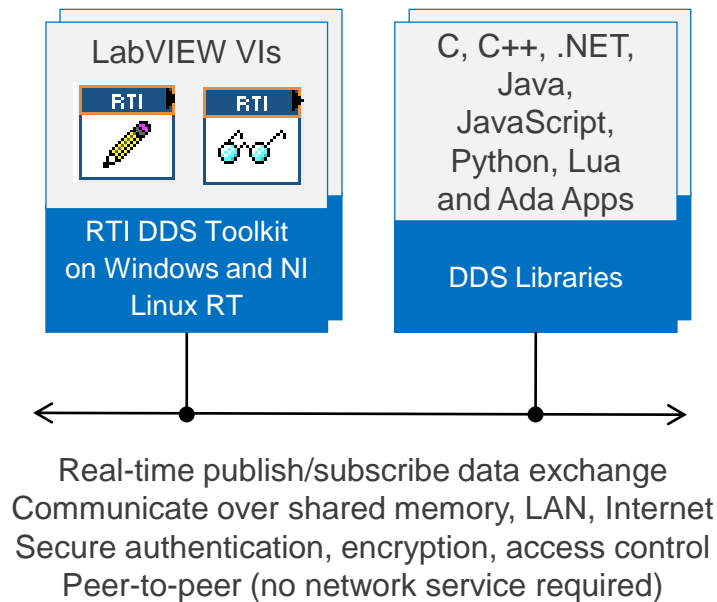 LabVIEW VIs
RTI
RTI
RTI DDS Toolkit
on Windows and NI
Linux RT
C, C++, .NET,
Java,
JavaScript,
Python, Lua
and Ada Apps
DDS Libraries
Real-time publish/subscribe data exchange
Communicate over shared memory, LAN, Internet
Secure authentication, encryption, access control
Peer-to-peer (no network service required)